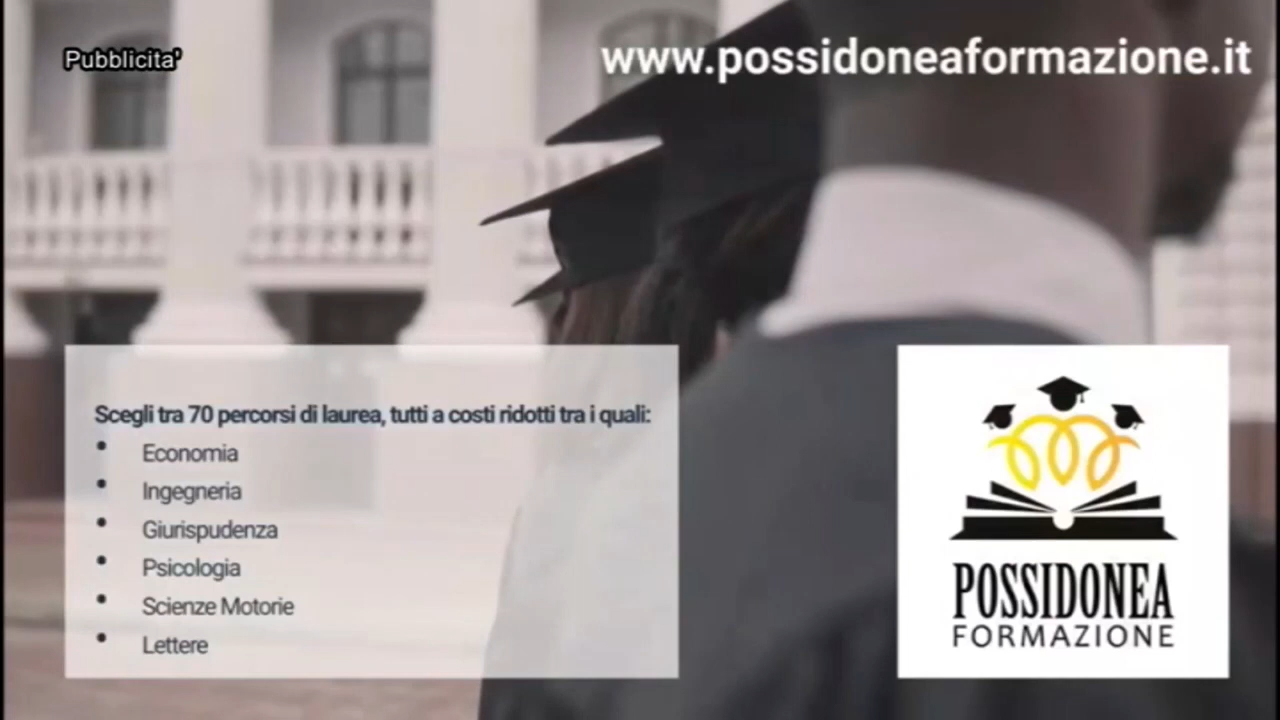 Pubblicita'
www.possidoneaformazione.it
Scegli tra 70 percorsi di laurea, tutti a costi ridotti tra i quali:
• Economia
• Ingegneria
• Giurispudenza
• Psicologia
• Scienze Motorie
• Lettere
POSSIDONEA
FORMAZIONE